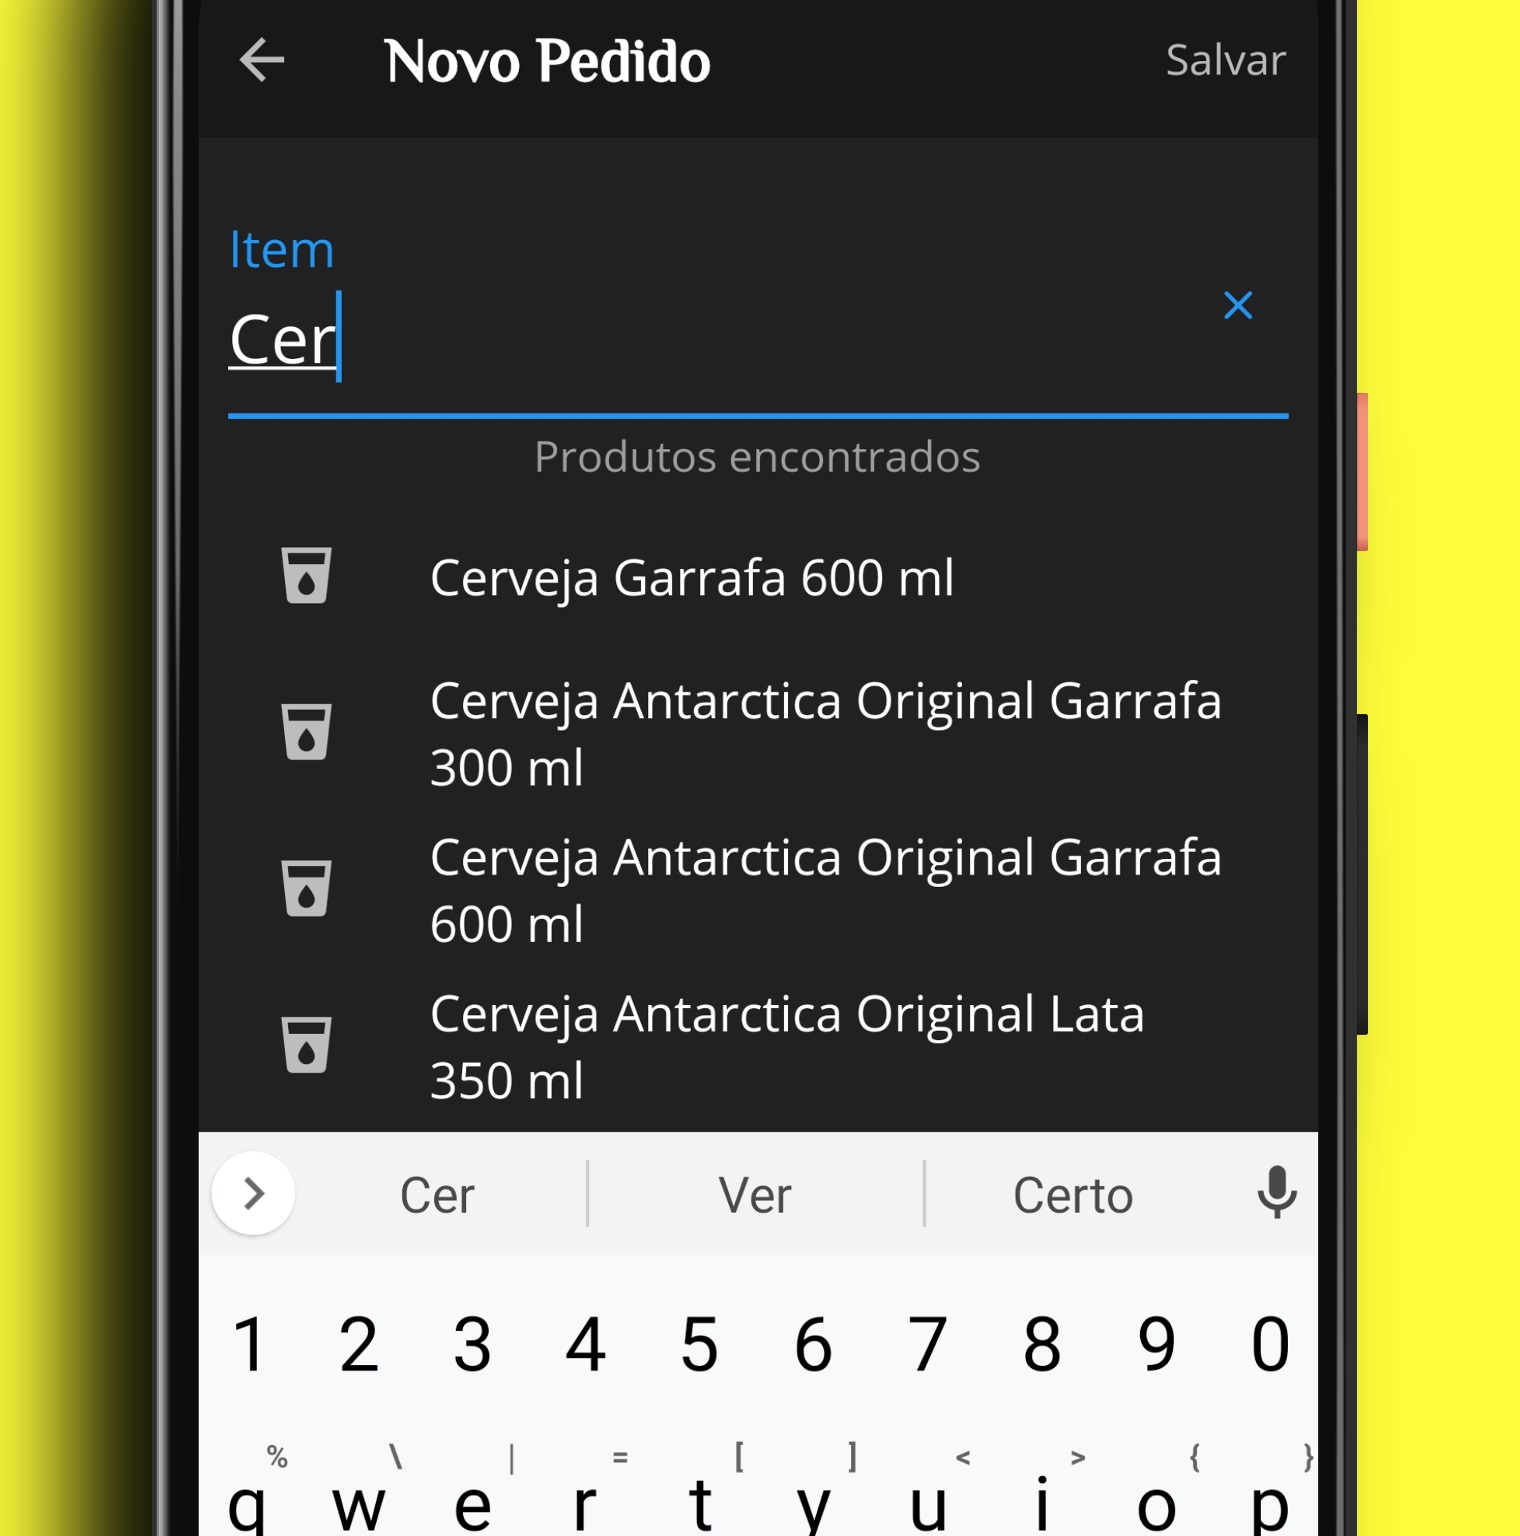 Novo Pedido
Salvar
Item
Cer
Produtos encontrados
Cerveja Garrafa 600 ml
Cerveja Antarctica Original Garrafa
300 ml
Cerveja Antarctica Original Garrafa
600 ml
Cerveja Antarctica Original Lata
350 ml
Cer Ver Certo
1 2 3 4 5 6 7 8 9 0
% \ | = [ ] < > { }
q w e r t y u i o p